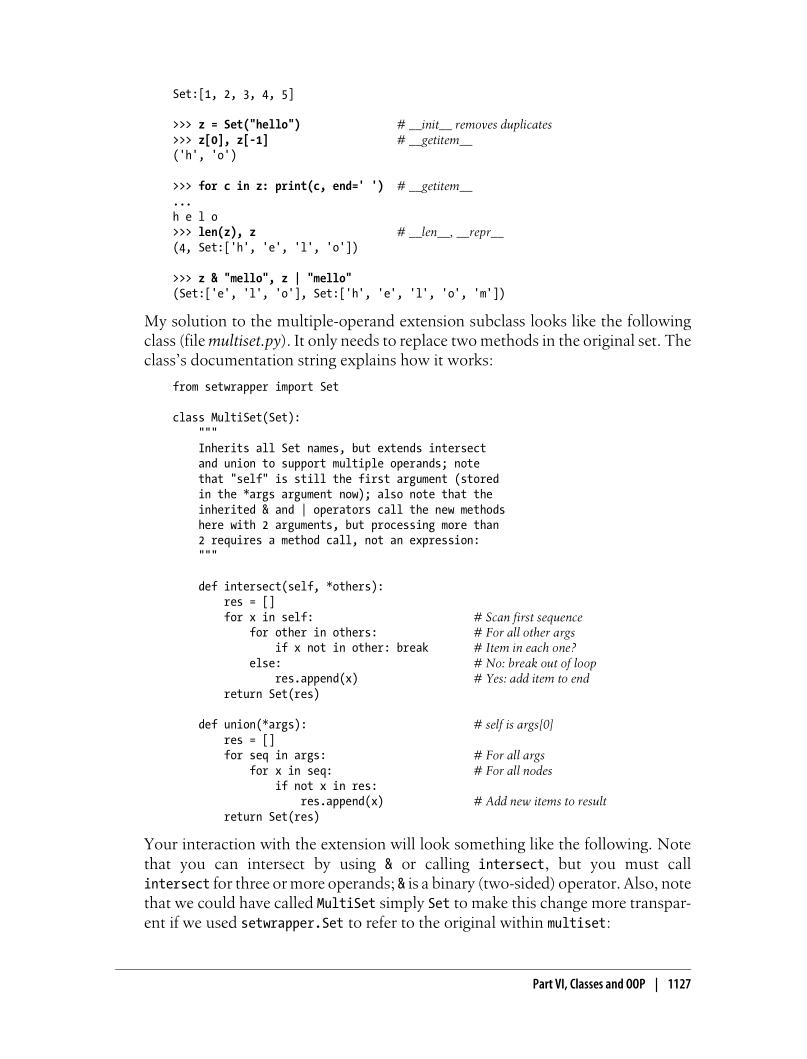 Set:[1, 2, 3, 4, 5]
>>> z = Set("hello") # __init__ removes duplicates
>>> z[0], z[-1] # __getitem__
('h', 'o')
>>> for c in z: print(c, end=' ') # __getitem__
...
h e l o
>>> len(z), z # __len__, __repr__
(4, Set:['h', 'e', 'l', 'o'])
>>> z & "mello", z | "mello"
(Set:['e', 'l', 'o'], Set:['h', 'e', 'l', 'o', 'm'])
My solution to the multiple-operand extension subclass looks like the following
class (file multiset.py). It only needs to replace two methods in the original set. The
class's documentation string explains how it works:
from setwrapper import Set
class MultiSet(Set):
"""
Inherits all Set names, but extends intersect
and union to support multiple operands; note
that "self" is still the first argument (stored
in the *args argument now); also note that the
inherited & and | operators call the new methods
here with 2 arguments, but processing more than
2 requires a method call, not an expression:
"""
def intersect(self, *others):
res = []
for x in self: # Scan first sequence
for other in others: # For all other args
if x not in other: break # Item in each one?
else: # No: break out of loop
res.append(x) # Yes: add item to end
return Set(res)
def union(*args): # self is args[0]
res = []
for seq in args: # For all args
for x in seq: # For all nodes
if not x in res:
res.append(x) # Add new items to result
return Set(res)
Your interaction with the extension will look something like the following. Note
that you can intersect by using & or calling intersect, but you must call
intersect for three or more operands; & is a binary (two-sided) operator. Also, note
that we could have called MultiSet simply Set to make this change more transpar-
ent if we used setwrapper.Set to refer to the original within multiset:
Part VI, Classes and OOP | 1127